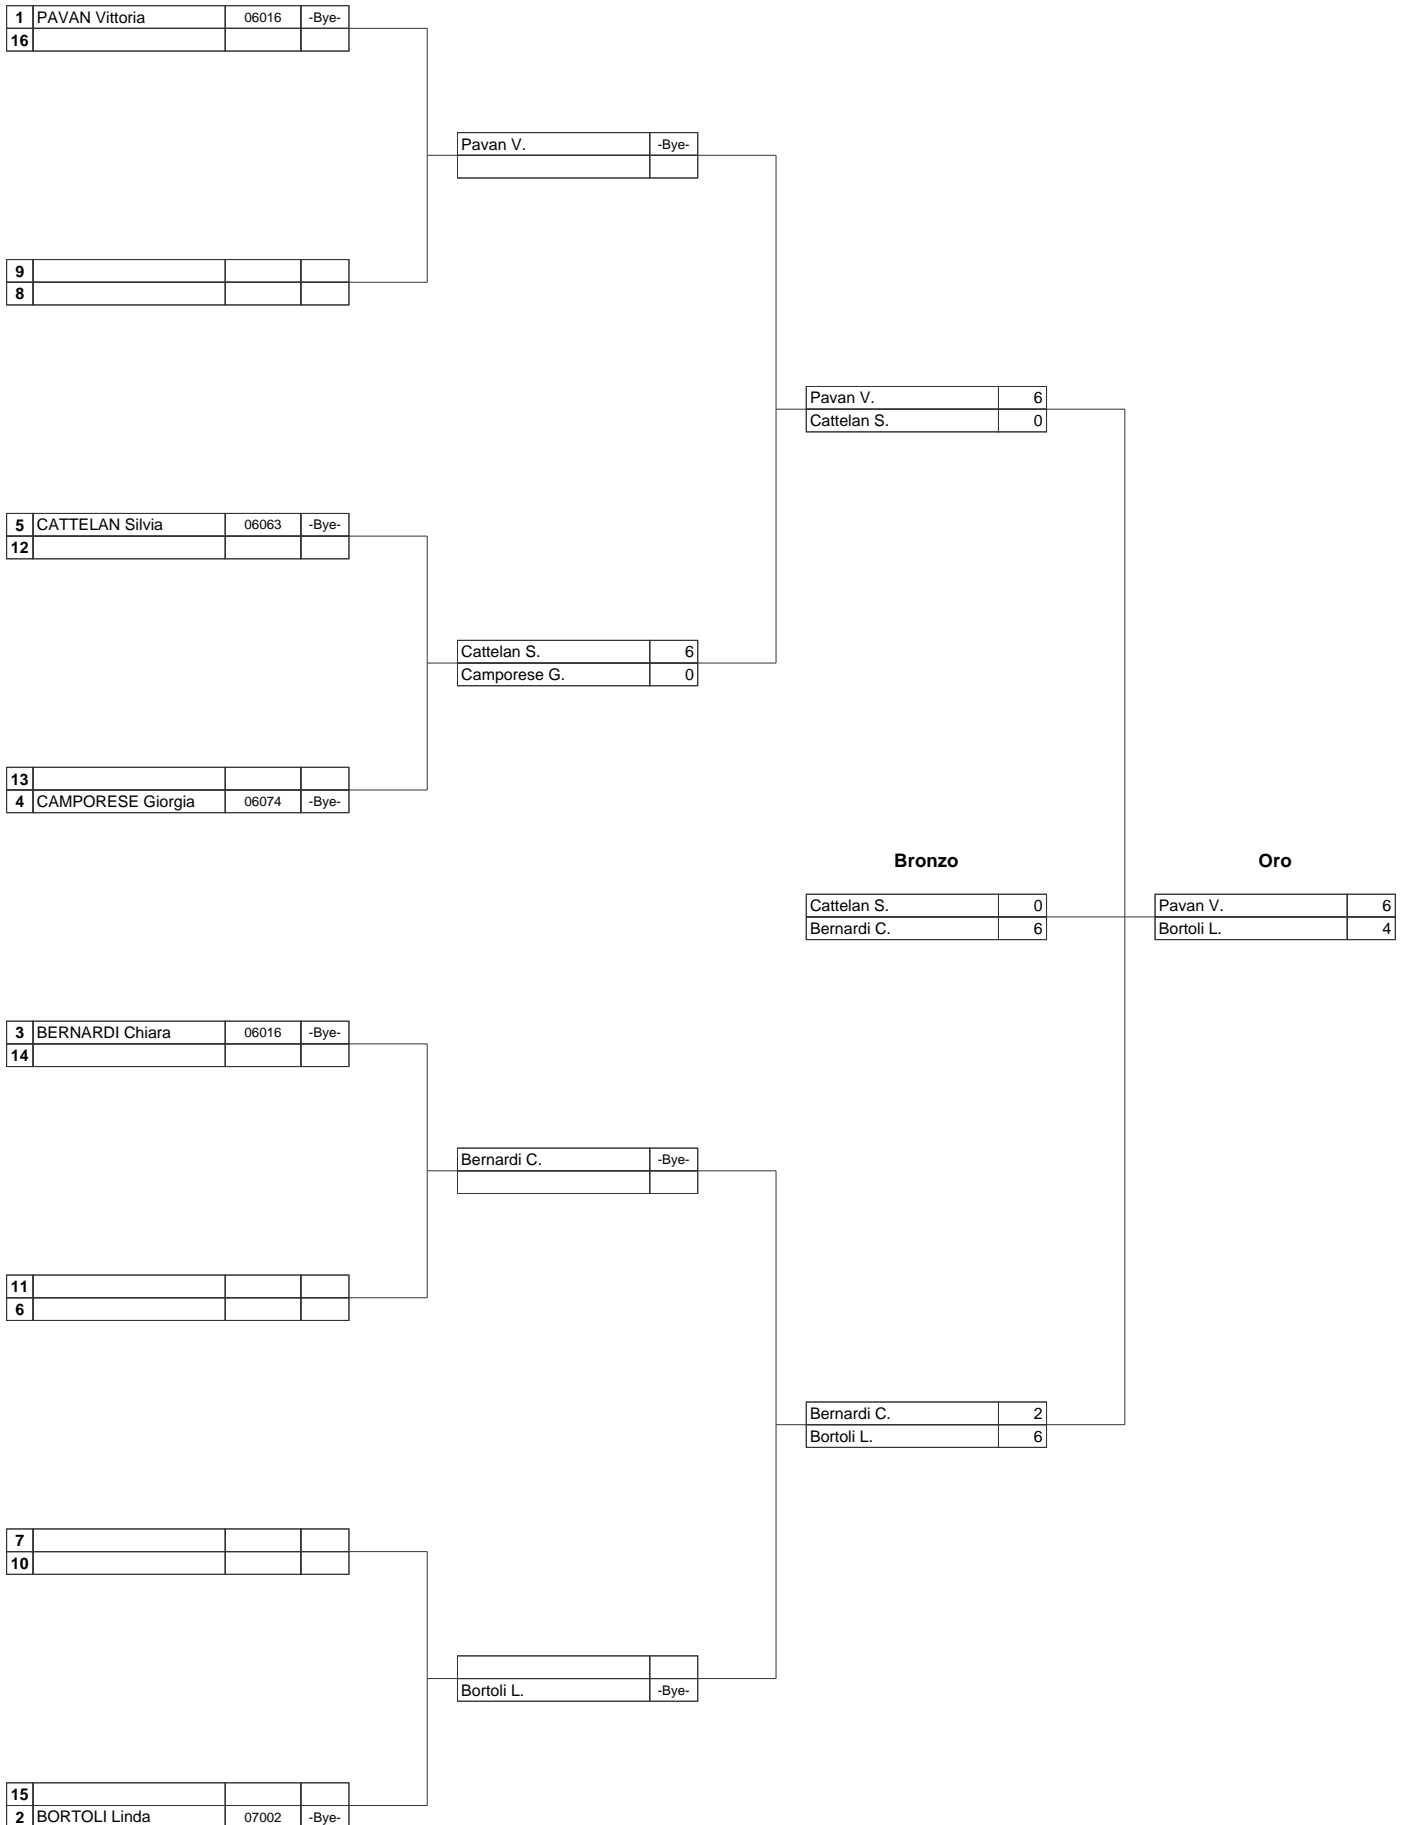 1 PAVAN Vittoria 06016 -Bye-
16
Pavan V. -Bye-
9
8
Pavan V. 6
Cattelan S. 0
5 CATTELAN Silvia 06063 -Bye-
12
Cattelan S. 6
Camporese G. 0
13
4 CAMPORESE Giorgia 06074 -Bye-
Bronzo Oro
Cattelan S. 0 Pavan V. 6
Bernardi C. 6 Bortoli L. 4
3 BERNARDI Chiara 06016 -Bye-
14
Bernardi C. -Bye-
11
6
Bernardi C. 2
Bortoli L. 6
7
10
Bortoli L. -Bye-
15
2 BORTOLI Linda 07002 -Bye-